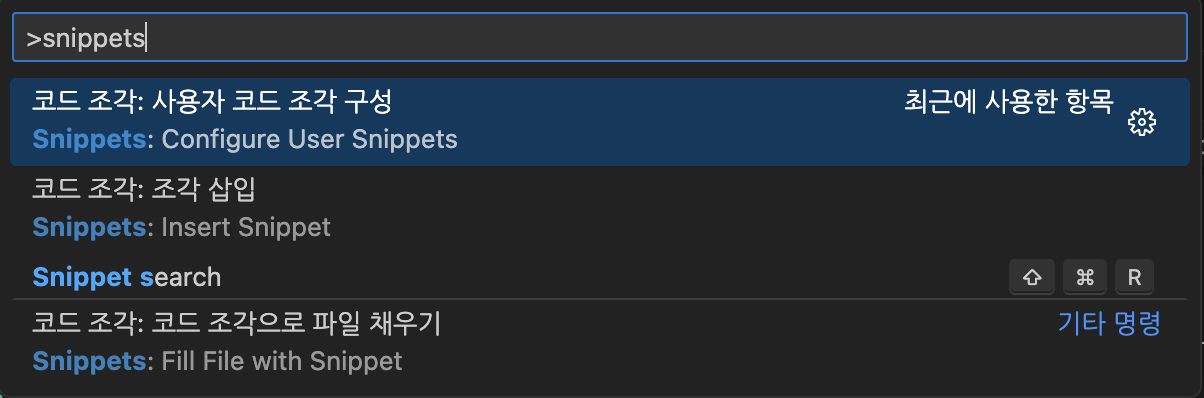 >snippets
코드 조각: 사용자 코드 조각 구성 최근에 사용한 항목
Snippets: Configure User Snippets
코드 조각: 조각 삽입
Snippets: Insert Snippet
Snippet search ⇧ ⌘ R
코드 조각: 코드 조각으로 파일 채우기 기타 명령
Snippets: Fill File with Snippet